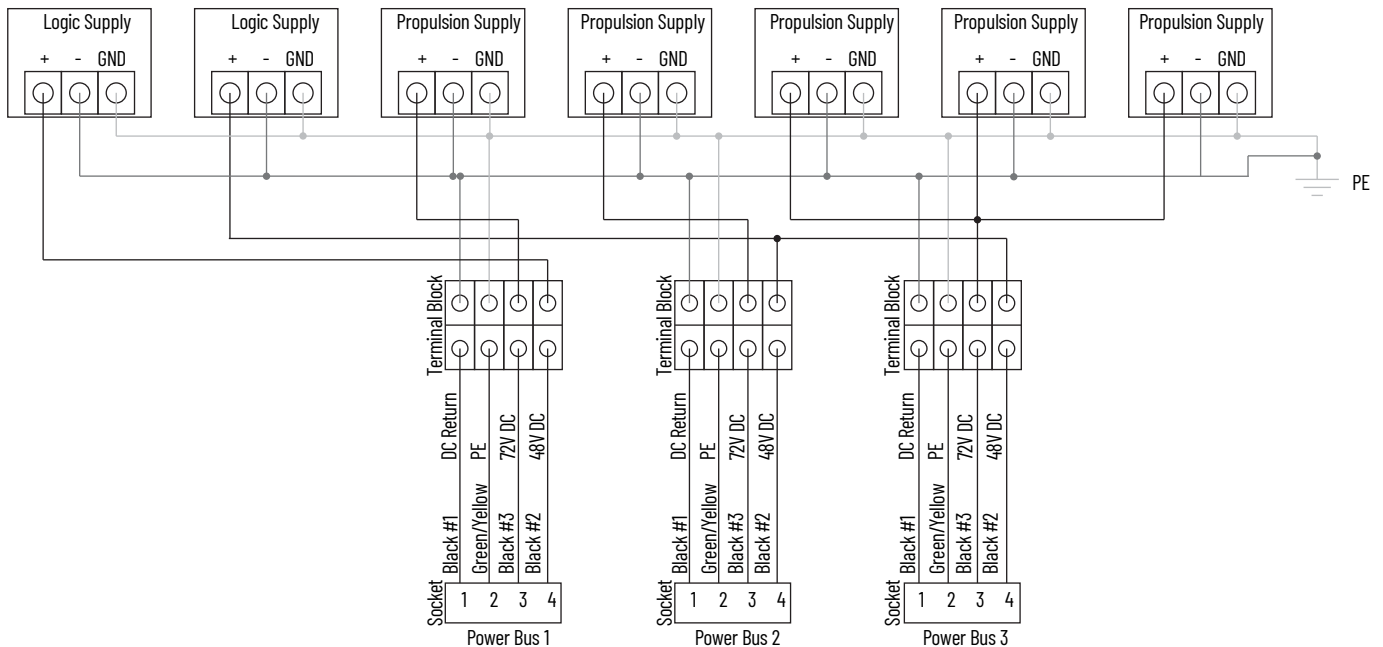 Logic Supply
Logic Supply
Propulsion Supply
Propulsion Supply
Propulsion Supply
Propulsion Supply
Propulsion Supply
+ - GND
+ - GND
+ - GND
+ - GND
+ - GND
+ - GND
+ - GND
PE
Terminal Block
Terminal Block
Terminal Block
DC Return
PE
72V DC
48V DC
DC Return
PE
72V DC
48V DC
DC Return
PE
72V DC
48V DC
Black #1
Green/Yellow
Black #3
Black #2
Black #1
Green/Yellow
Black #3
Black #2
Black #1
Green/Yellow
Black #3
Black #2
Socket
1 2 3 4
Socket
1 2 3 4
Socket
1 2 3 4
Power Bus 1
Power Bus 2
Power Bus 3